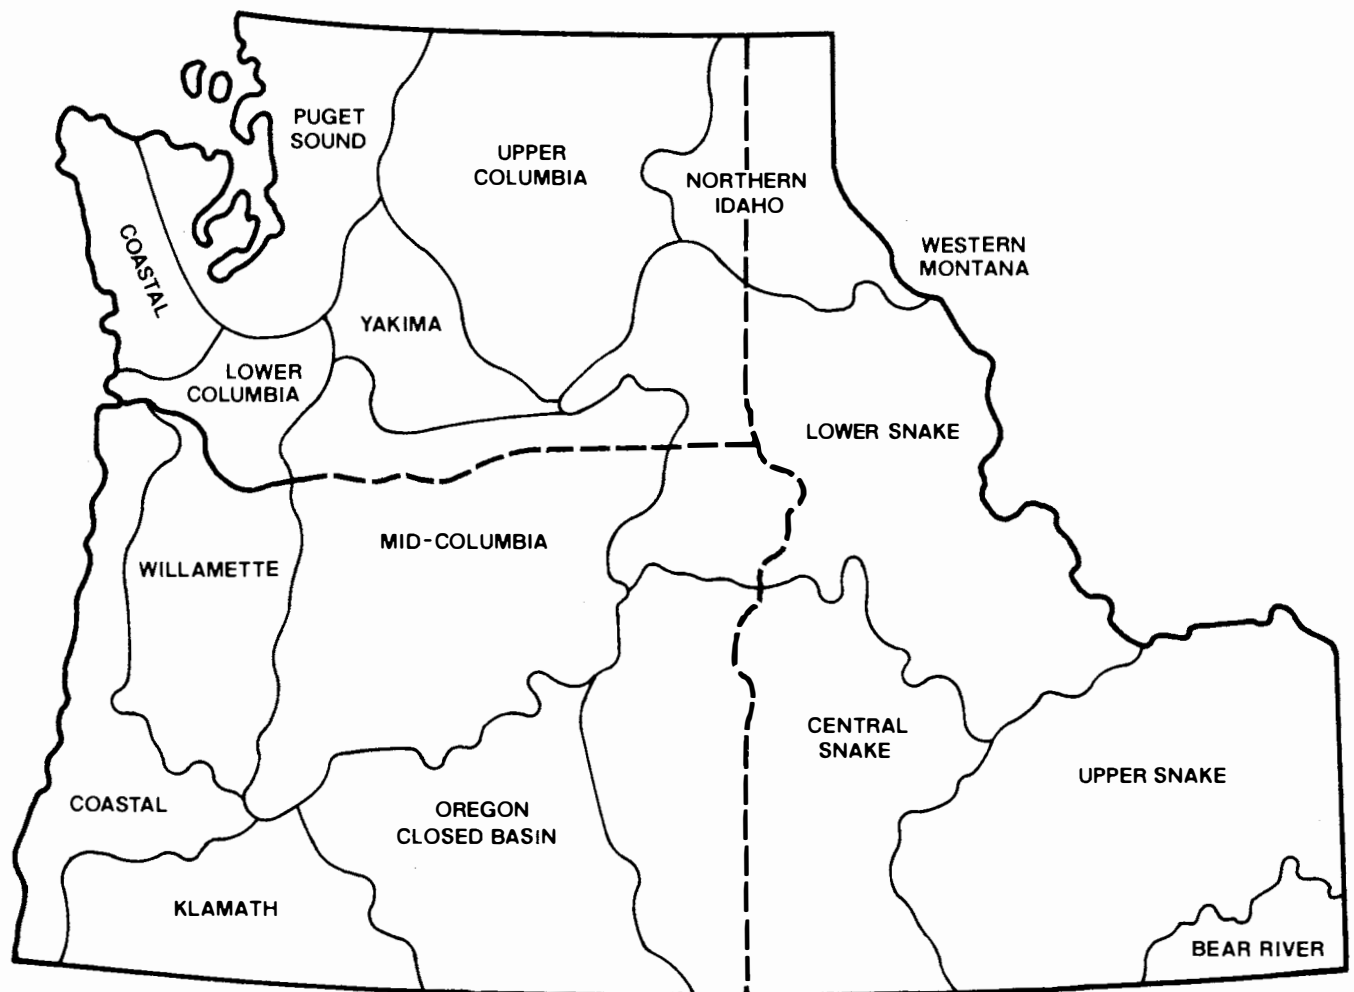 PUGET
SOUND
UPPER
COLUMBIA
NORTHERN
IDAHO
COASTAL
WESTERN
MONTANA
YAKIMA
LOWER
COLUMBIA
LOWER SNAKE
MID-COLUMBIA
WILLAMETTE
CENTRAL
SNAKE
UPPER SNAKE
COASTAL
OREGON
CLOSED BASIN
KLAMATH
BEAR RIVER